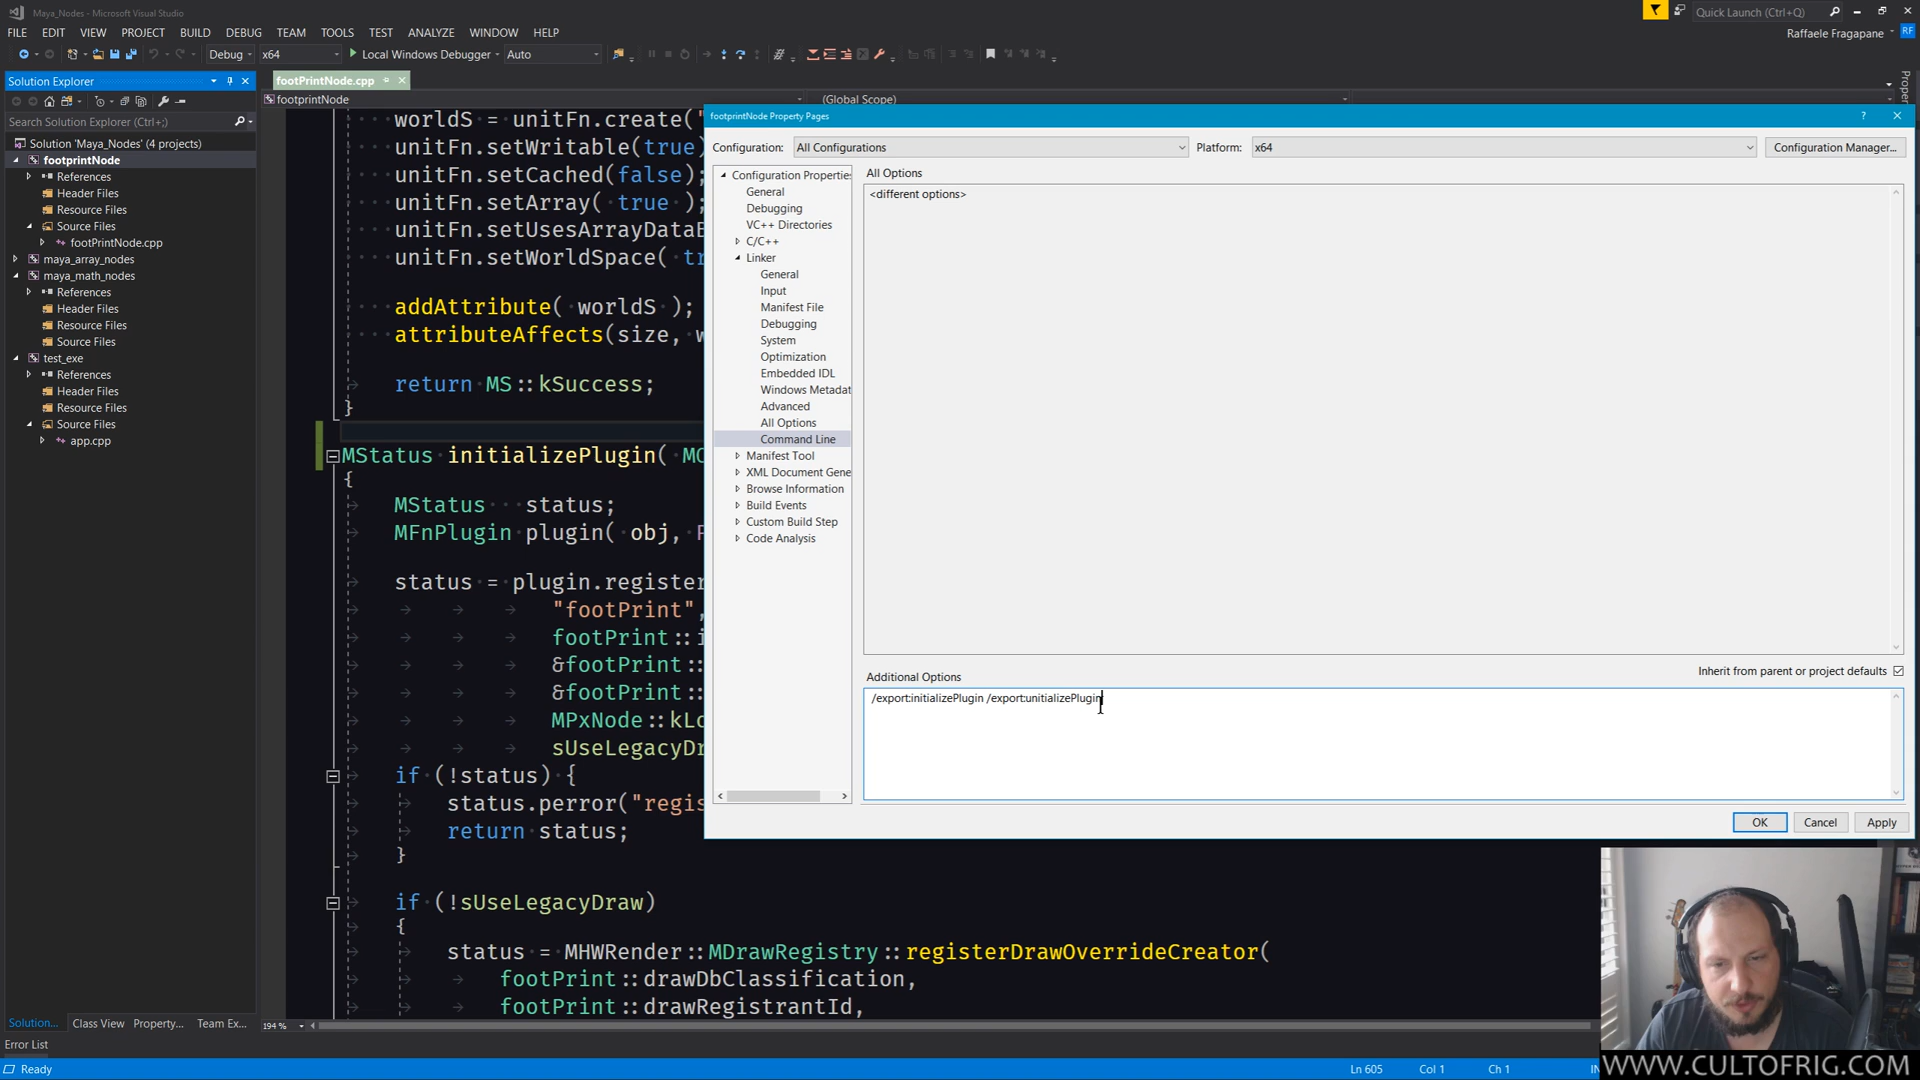 Maya_Nodes - Microsoft Visual Studio
Quick Launch (Ctrl+Q)
FILE EDIT VIEW PROJECT BUILD DEBUG TEAM TOOLS TEST ANALYZE WINDOW HELP
Raffaele Fragapane RF
Debug x64 Local Windows Debugger Auto
Solution Explorer
footPrintNode.cpp
footprintNode
(Global Scope)
Search Solution Explorer (Ctrl+;)
Solution 'Maya_Nodes' (4 projects)
footprintNode
References
Header Files
Resource Files
Source Files
footPrintNode.cpp
maya_array_nodes
maya_math_nodes
References
Header Files
Resource Files
Source Files
test_exe
References
Header Files
Resource Files
Source Files
app.cpp
worldS = unitFn.create("
unitFn.setWritable(true)
unitFn.setCached(false);
unitFn.setArray( true );
unitFn.setUsesArrayDataB
unitFn.setWorldSpace( tr
addAttribute( worldS );
attributeAffects(size, w
return MS::kSuccess;
}
MStatus initializePlugin( MO
{
MStatus status;
MFnPlugin plugin( obj, P
status = plugin.register
"footPrint",
footPrint::i
&footPrint::
&footPrint::
MPxNode::kLo
sUseLegacyDr
if (!status) {
status.perror("regis
return status;
}
if (!sUseLegacyDraw)
{
status = MHWRender::MDrawRegistry::registerDrawOverrideCreator(
footPrint::drawDbClassification,
footPrint::drawRegistrantId,
footprintNode Property Pages
? ×
Configuration: All Configurations Platform: x64 Configuration Manager...
Configuration Properties
General
Debugging
VC++ Directories
C/C++
Linker
General
Input
Manifest File
Debugging
System
Optimization
Embedded IDL
Windows Metadat
Advanced
All Options
Command Line
Manifest Tool
XML Document Gene
Browse Information
Build Events
Custom Build Step
Code Analysis
All Options
<different options>
Additional Options
Inherit from parent or project defaults
/export:initializePlugin /export:unitializePlugin
OK Cancel Apply
Solution... Class View Property... Team Ex...
194 %
Error List
Ready
Ln 605 Col 1 Ch 1
WWW.CULTOFRIG.COM